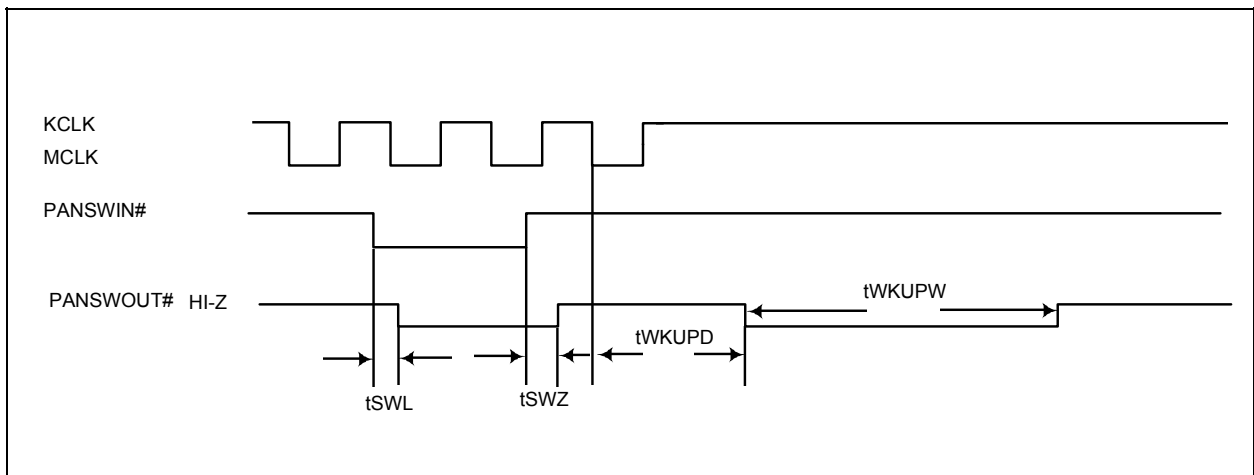 KCLK
MCLK
PANSWIN#
PANSWOUT# HI-Z
tWKUPW
tWKUPD
tSWL
tSWZ